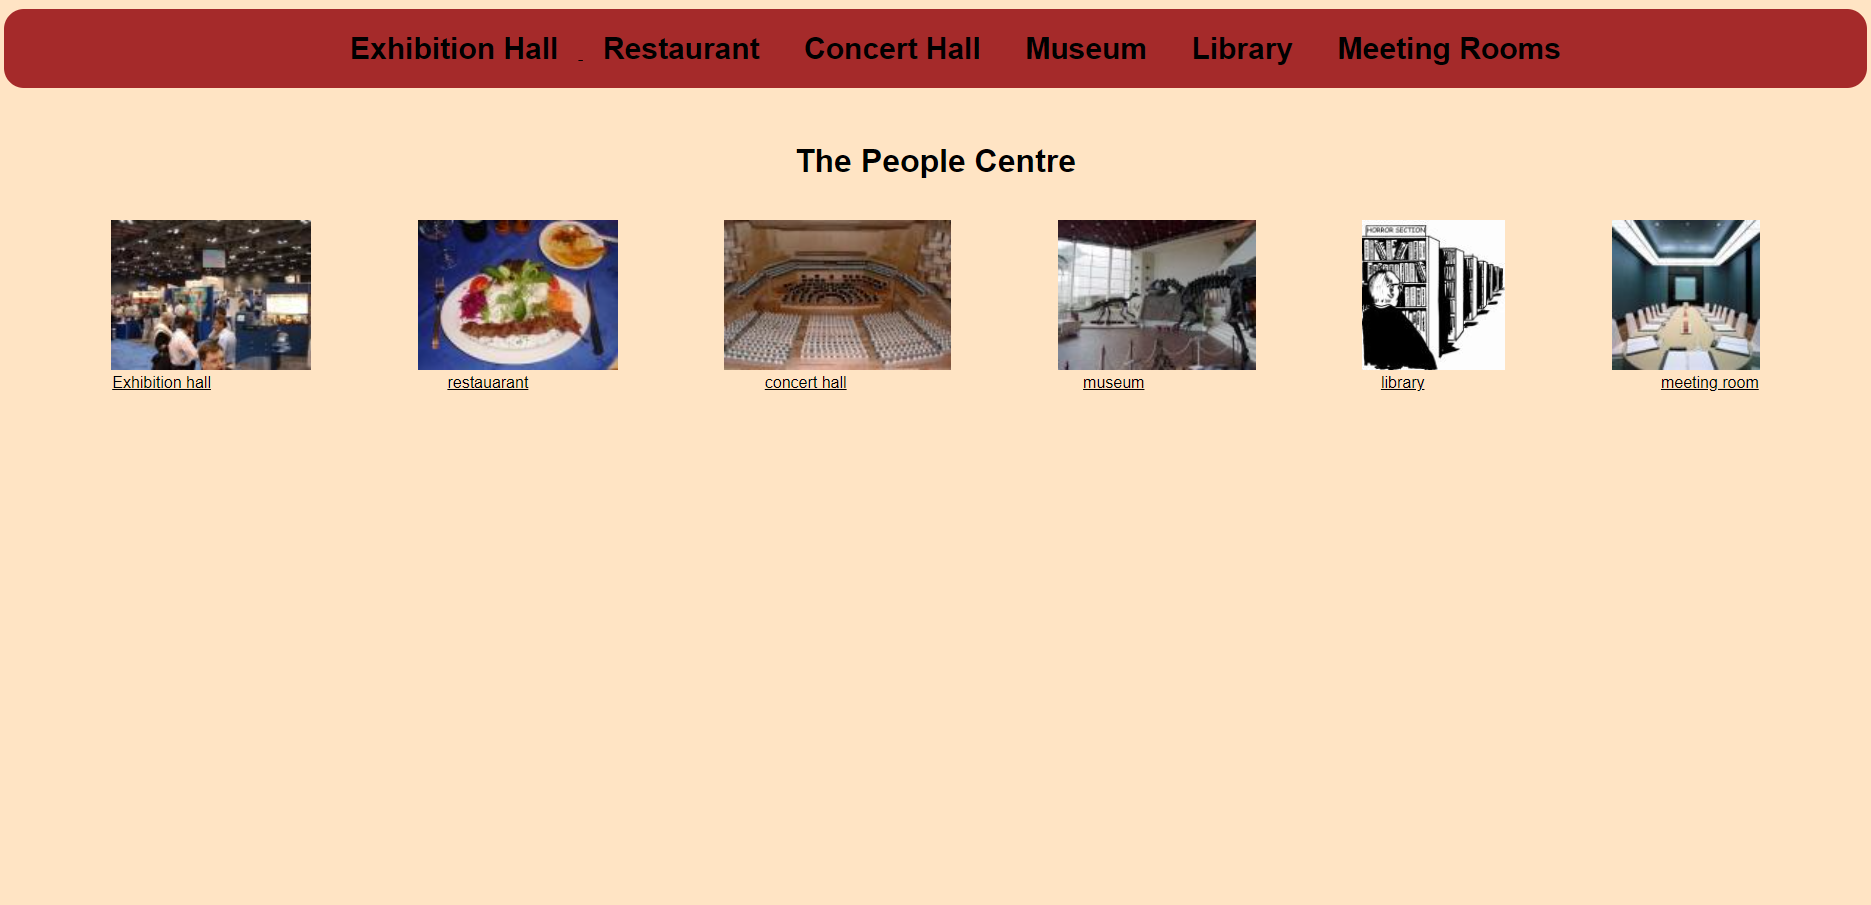 Exhibition Hall Restaurant Concert Hall Museum Library Meeting Rooms
The People Centre
HORROR SECTION
Exhibition hall restauarant concert hall museum library meeting room